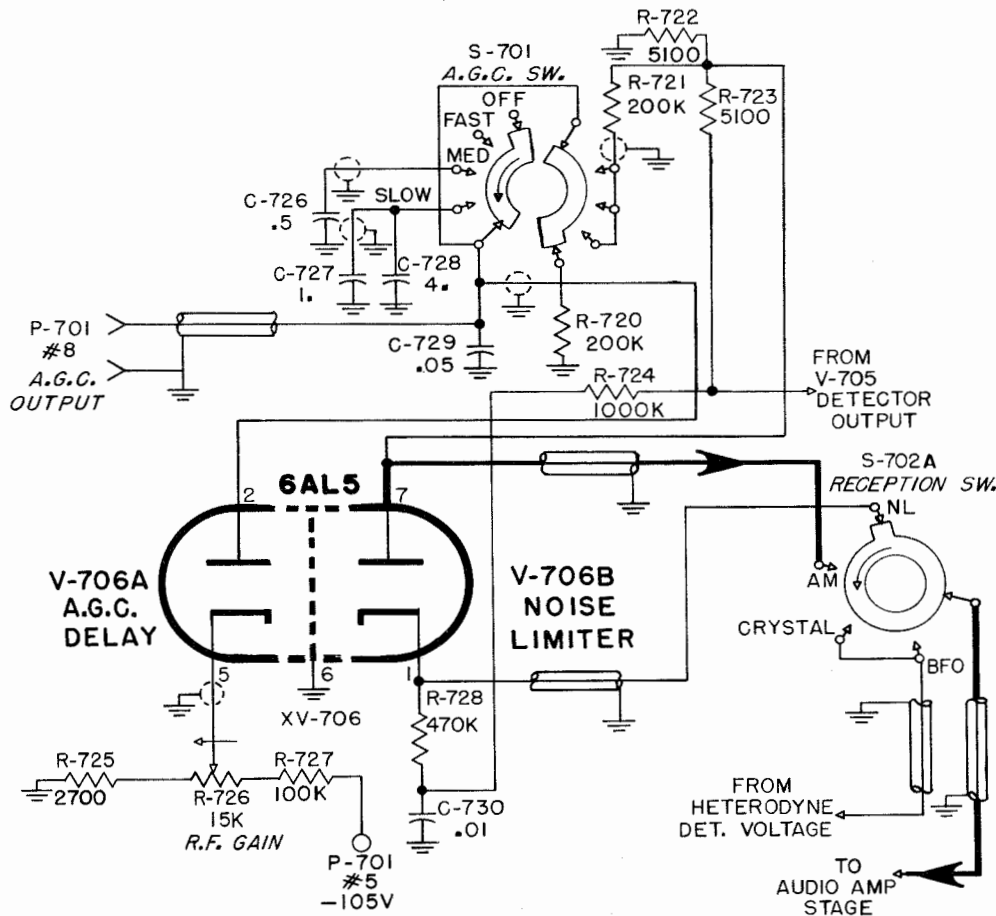 R-722
5100
S-701
A.G.C. SW.
R-721
200K
R-723
5100
OFF
FAST
MED
SLOW
C-726
.5
C-727
1.
C-728
4.
P-701
#8
A.G.C.
OUTPUT
C-729
.05
R-720
200K
R-724
1000K
FROM
V-705
DETECTOR
OUTPUT
6AL5
2
7
S-702A
RECEPTION SW.
NL
AM
V-706A
A.G.C.
DELAY
V-706B
NOISE
LIMITER
CRYSTAL
BFO
5
6
1
XV-706
R-728
470K
R-725
2700
R-726
15K
R.F. GAIN
R-727
100K
C-730
.01
P-701
#5
−105V
FROM
HETERODYNE
DET. VOLTAGE
TO
AUDIO AMP
STAGE